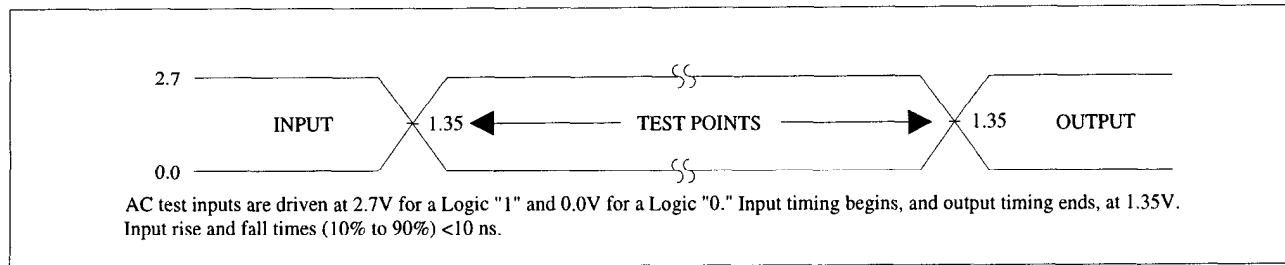 2.7
INPUT 1.35 TEST POINTS 1.35 OUTPUT
0.0
AC test inputs are driven at 2.7V for a Logic "1" and 0.0V for a Logic "0." Input timing begins, and output timing ends, at 1.35V.
Input rise and fall times (10% to 90%) <10 ns.